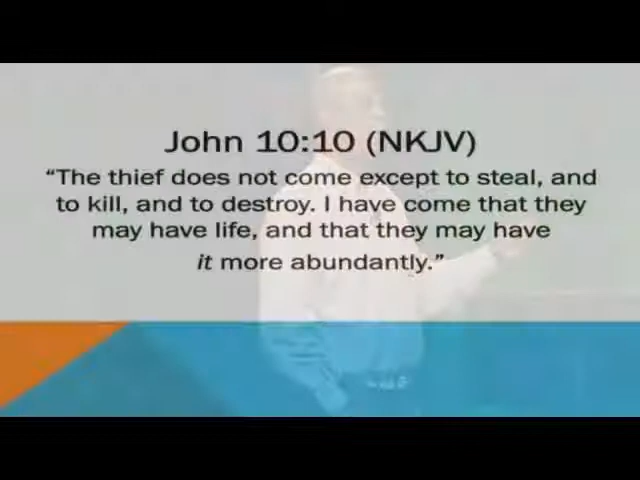 John 10:10 (NKJV)
“The thief does not come except to steal, and
to kill, and to destroy. I have come that they
may have life, and that they may have
it more abundantly.”